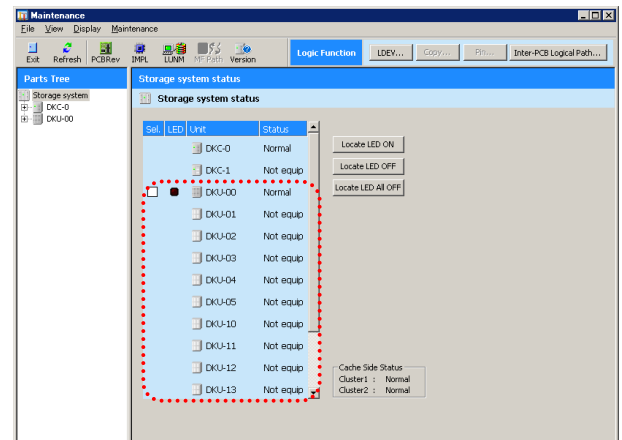 Maintenance
File View Display Maintenance
Exit Refresh PCBRev IMPL LUNM MF Path Version Logic Function LDEV... Copy... Pin... Inter-PCB Logical Path...
Parts Tree
Storage system
DKC-0
DKU-00
Storage system status
Storage system status
Sel. LED Unit Status
DKC-0 Normal
DKC-1 Not equip
DKU-00 Normal
DKU-01 Not equip
DKU-02 Not equip
DKU-03 Not equip
DKU-04 Not equip
DKU-05 Not equip
DKU-10 Not equip
DKU-11 Not equip
DKU-12 Not equip
DKU-13 Not equip
Locate LED ON
Locate LED OFF
Locate LED All OFF
Cache Side Status
Cluster1 : Normal
Cluster2 : Normal